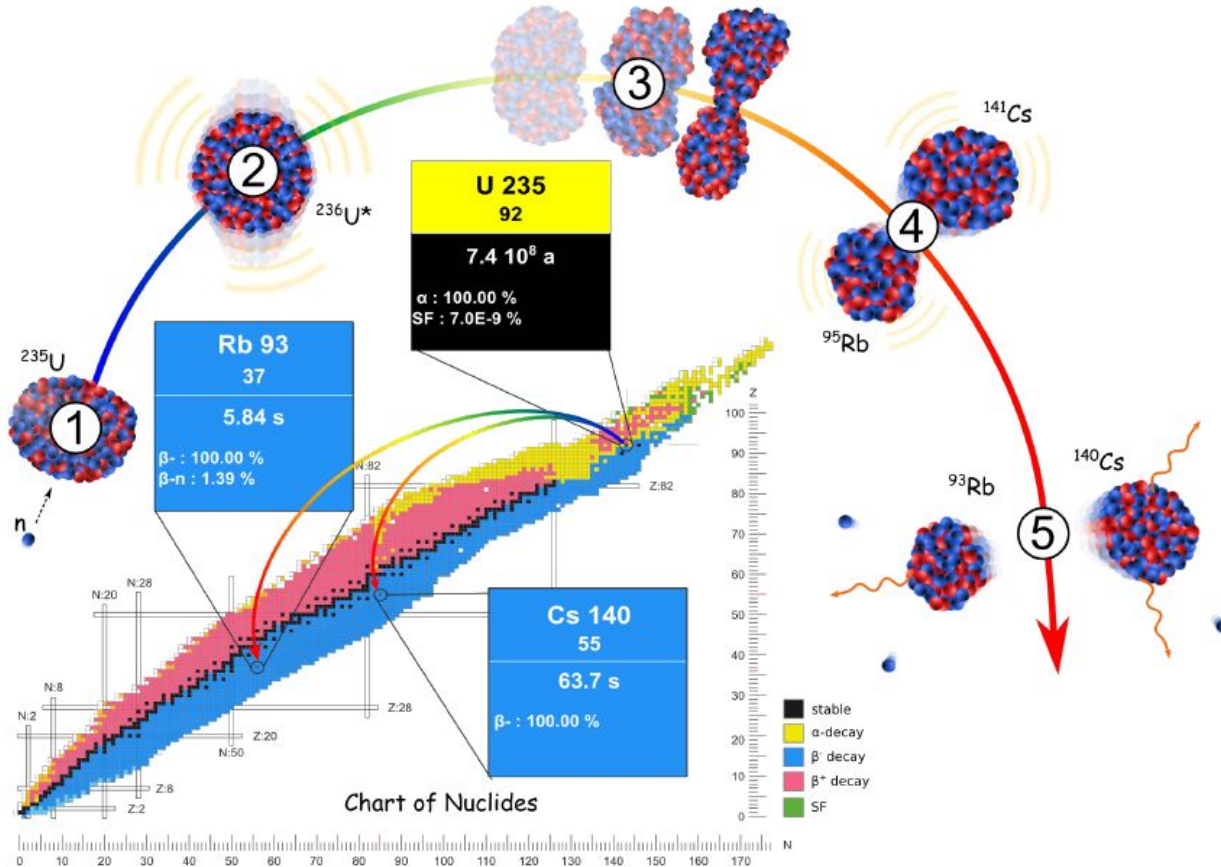 1
235U
n
2
236U*
3
4
141Cs
95Rb
5
93Rb
140Cs
U 235
92
7.4 10⁸ a
α : 100.00 %
SF : 7.0E-9 %
Rb 93
37
5.84 s
β- : 100.00 %
β-n : 1.39 %
Cs 140
55
63.7 s
β- : 100.00 %
N:82
Z:82
N:28
N:20
N:8
N:2
Z:28
Z:20
N:50
Z:8
Z:2
Chart of Nuclides
stable
α-decay
β⁻ decay
β⁺ decay
SF
Z
100
90
80
70
60
50
40
30
20
10
0
0 10 20 30 40 50 60 70 80 90 100 110 120 130 140 150 160 170 N